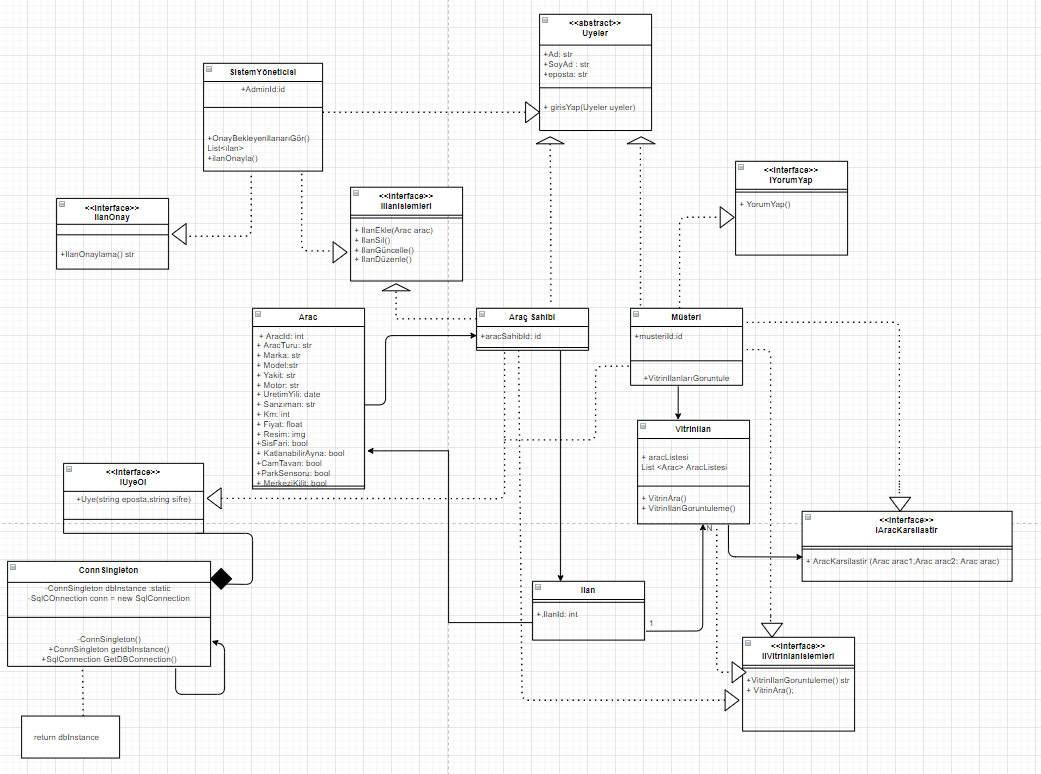 <<abstract>>
Uyeler
+Ad: str
+SoyAd : str
+eposta: str
+ girisYap(Uyeler uyeler)
SistemYöneticisi
+AdminId:id
+OnayBekleyenIlananıGör()
List<ılan>
+ilanOnayla()
<<Interface>>
IYorumYap
+ YorumYap()
<<Interface>>
IIlanislemleri
+ IlanEkle(Arac arac)
+ IlanSil()
+ IlanGüncelle()
+ IlanDüzenle()
<<Interface>>
IlanOnay
+IlanOnaylama() str
Arac
+ AracId: int
+ AracTuru: str
+ Marka: str
+ Model:str
+ Yakit: str
+ Motor: str
+ UretimYili: date
+ Sanzıman: str
+ Km: int
+ Fiyat: float
+ Resim: img
+SisFari: bool
+ KatlanabilirAyna: bool
+CamTavan: bool
+ParkSensoru: bool
+ MerkeziKilit: bool
Araç Sahibi
+aracSahibId: id
Müsteri
+musteriId:id
+VitrinIlanlarıGoruntule
VitrinIlan
+ aracListesi
List <Arac> AracListesi
+ VitrinAra()
+ VitrinIlanGoruntuleme()
N
<<Interface>>
IUyeOl
+Uye(string eposta,string sifre)
<<Interface>>
IAracKarsilastir
+ AracKarsilastir (Arac arac1,Arac arac2: Arac arac)
ConnSingleton
-ConnSingleton dbInstance :static
-SqlCOnnection conn = new SqlConnection
-ConnSingleton()
+ConnSingleton getdbInstance()
+SqlConnection GetDBConnection()
Ilan
+.IlanId: int
1
<<Interface>>
IIVitrinlanislemleri
+VitrinIlanGoruntuleme() str
+ VitrinAra();
return dbInstance